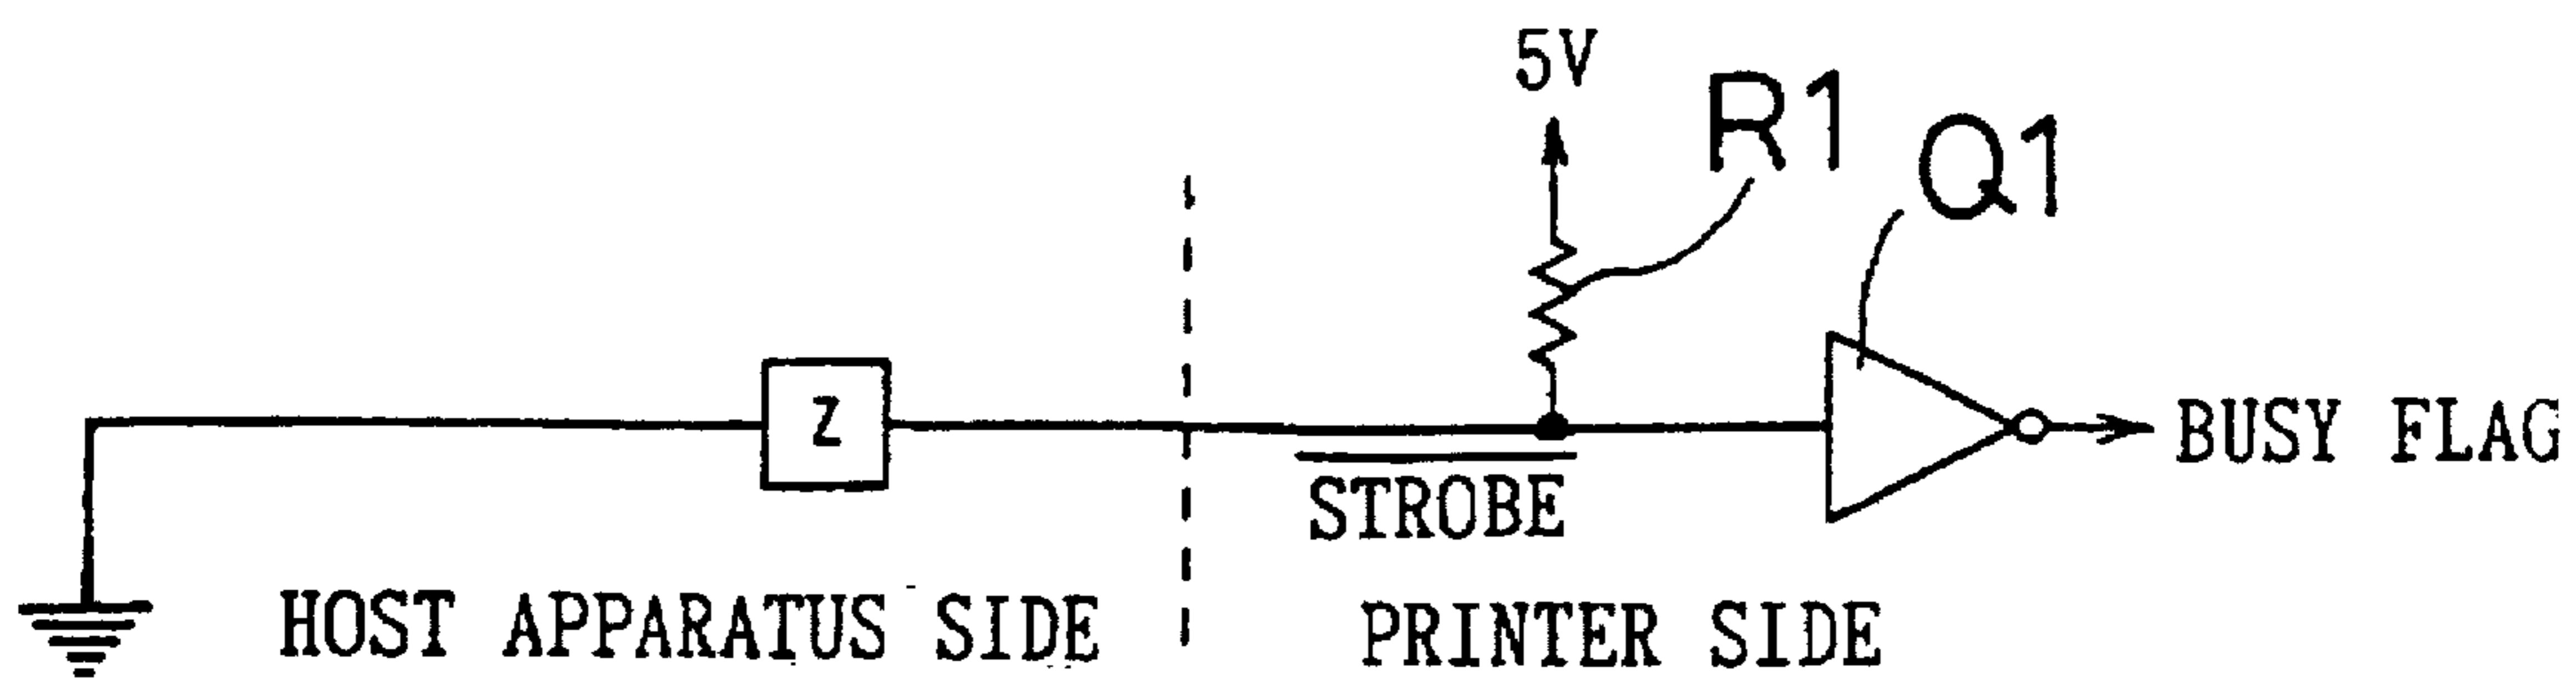 5V
R1
Q1
Z
STROBE
BUSY FLAG
HOST APPARATUS SIDE
PRINTER SIDE